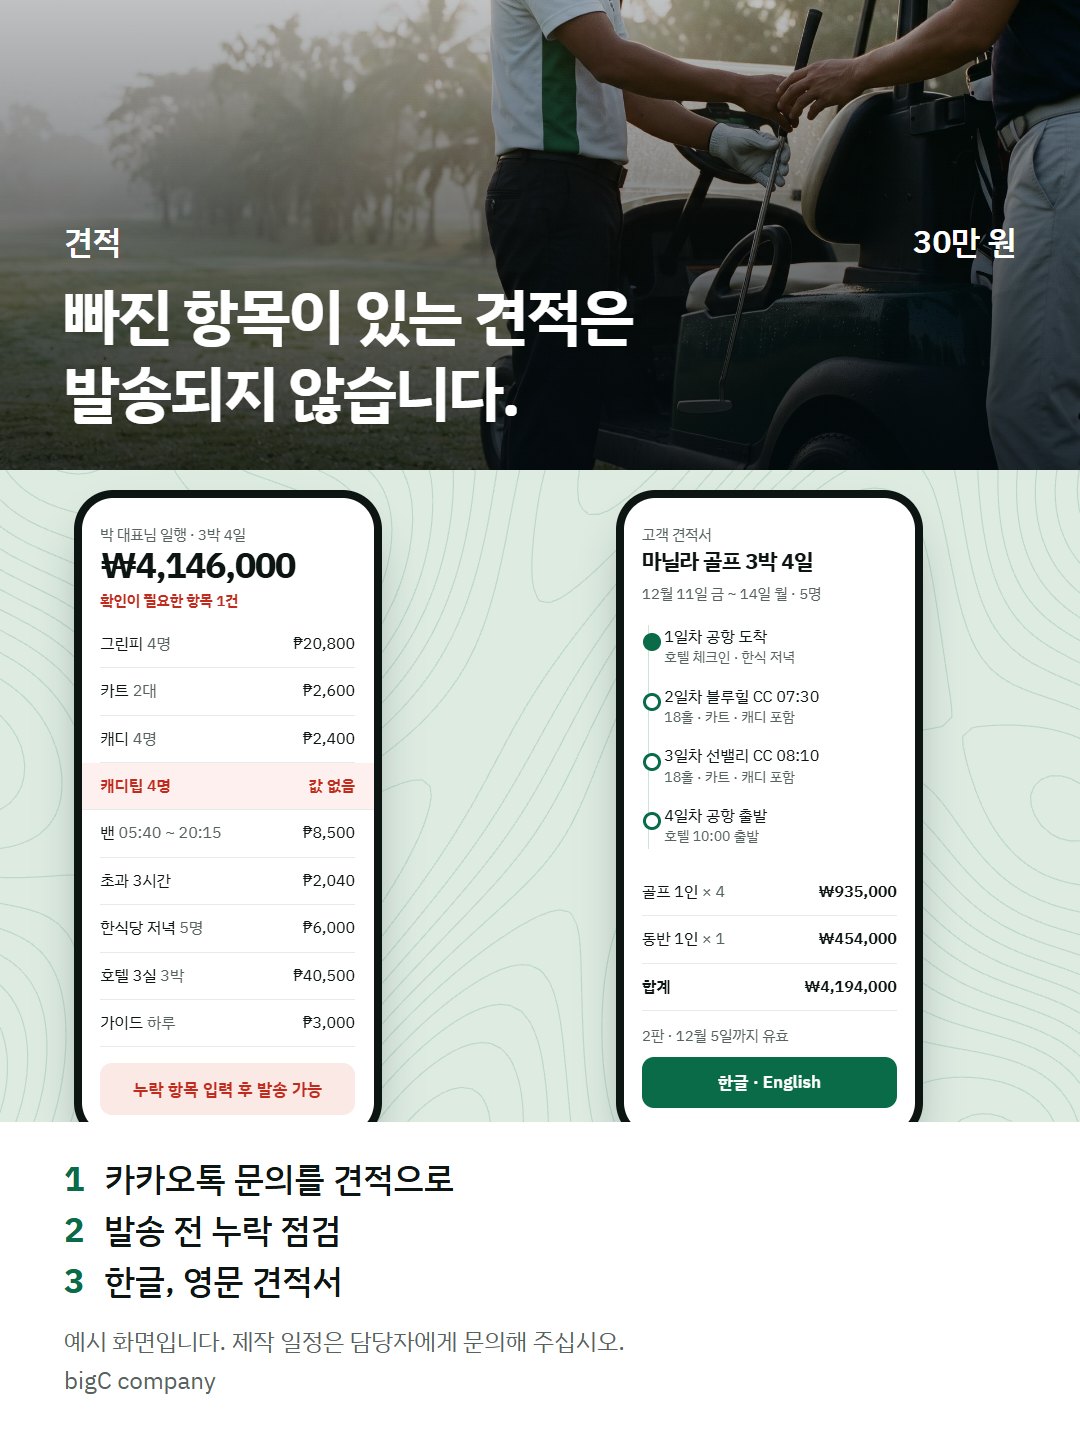 견적
30만 원
빠진 항목이 있는 견적은
발송되지 않습니다.
박 대표님 일행 · 3박 4일
₩4,146,000
확인이 필요한 항목 1건
그린피 4명 ₱20,800
카트 2대 ₱2,600
캐디 4명 ₱2,400
캐디팁 4명 값 없음
밴 05:40 ~ 20:15 ₱8,500
초과 3시간 ₱2,040
한식당 저녁 5명 ₱6,000
호텔 3실 3박 ₱40,500
가이드 하루 ₱3,000
누락 항목 입력 후 발송 가능
고객 견적서
마닐라 골프 3박 4일
12월 11일 금 ~ 14일 월 · 5명
1일차 공항 도착
호텔 체크인 · 한식 저녁
2일차 블루힐 CC 07:30
18홀 · 카트 · 캐디 포함
3일차 선밸리 CC 08:10
18홀 · 카트 · 캐디 포함
4일차 공항 출발
호텔 10:00 출발
골프 1인 × 4 ₩935,000
동반 1인 × 1 ₩454,000
합계 ₩4,194,000
2판 · 12월 5일까지 유효
한글 · English
1 카카오톡 문의를 견적으로
2 발송 전 누락 점검
3 한글, 영문 견적서
예시 화면입니다. 제작 일정은 담당자에게 문의해 주십시오.
bigC company